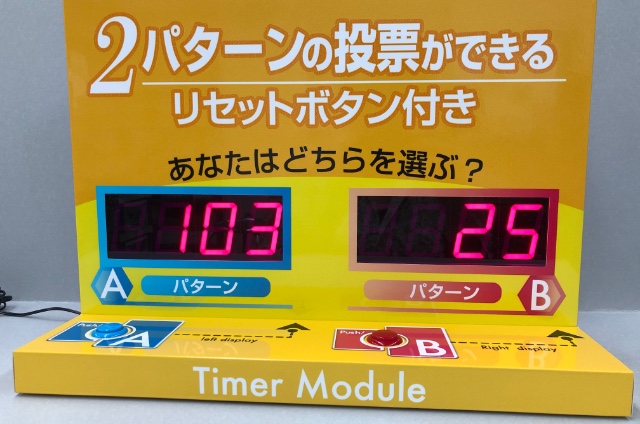 2パターンの投票ができる
リセットボタン付き
あなたはどちらを選ぶ？
103
25
A パターン
パターン B
Push!
A
left display
Push!
B
Right display
Timer Module